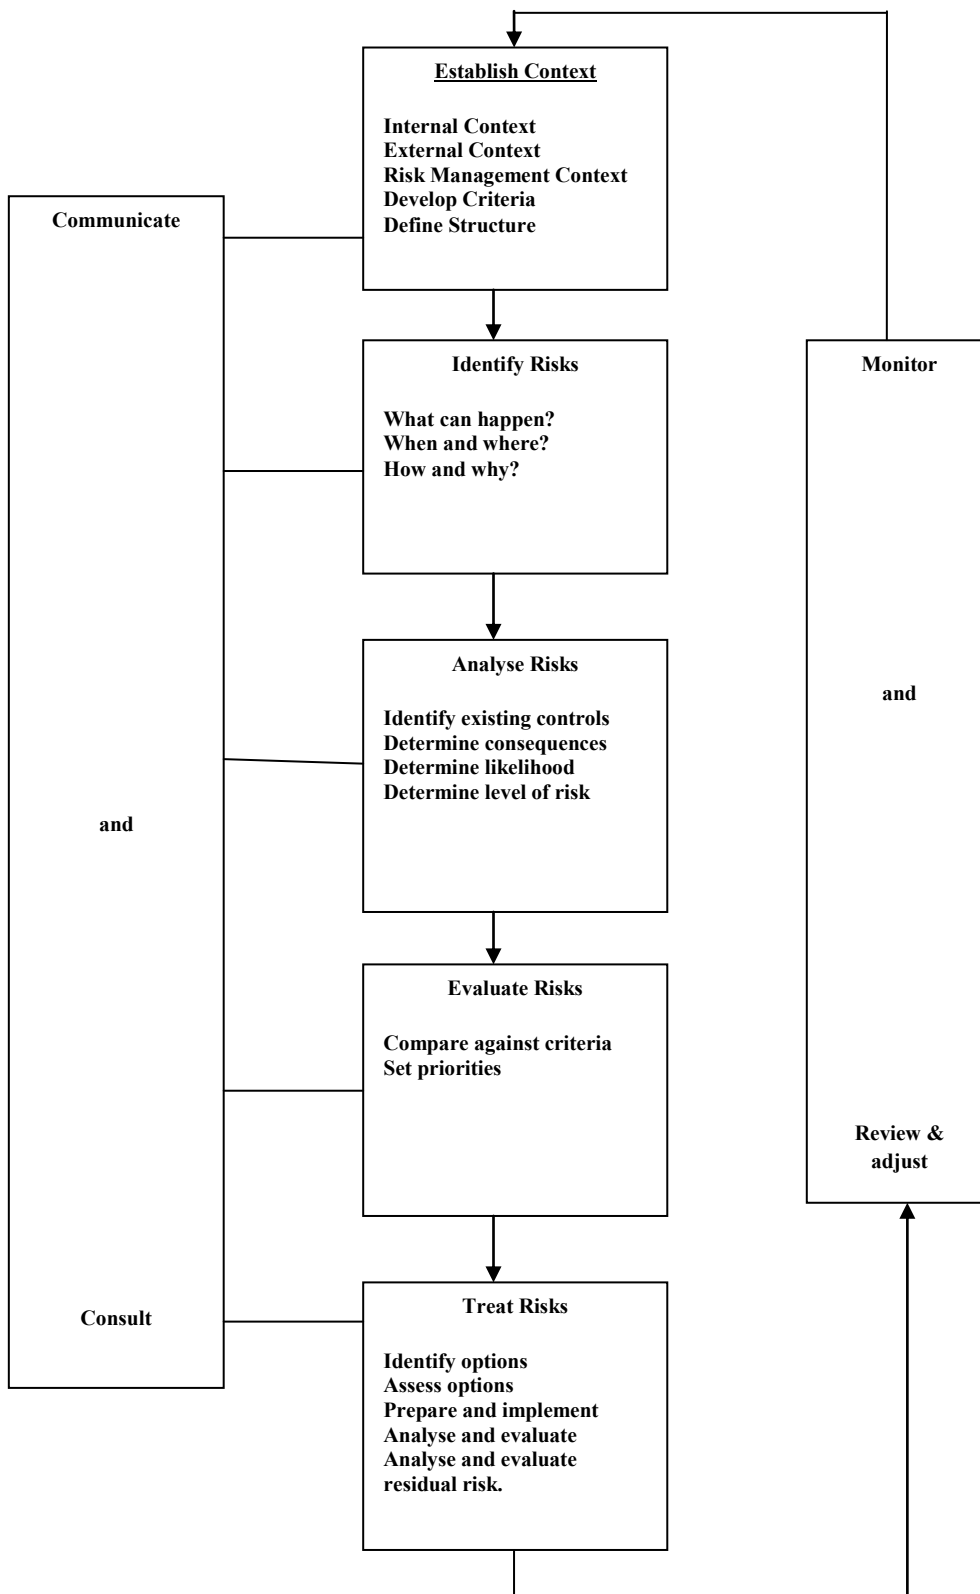 Establish Context
Internal Context
External Context
Risk Management Context
Develop Criteria
Define Structure
Communicate
and
Consult
Identify Risks
What can happen?
When and where?
How and why?
Monitor
and
Review &
adjust
Analyse Risks
Identify existing controls
Determine consequences
Determine likelihood
Determine level of risk
Evaluate Risks
Compare against criteria
Set priorities
Treat Risks
Identify options
Assess options
Prepare and implement
Analyse and evaluate
Analyse and evaluate
residual risk.